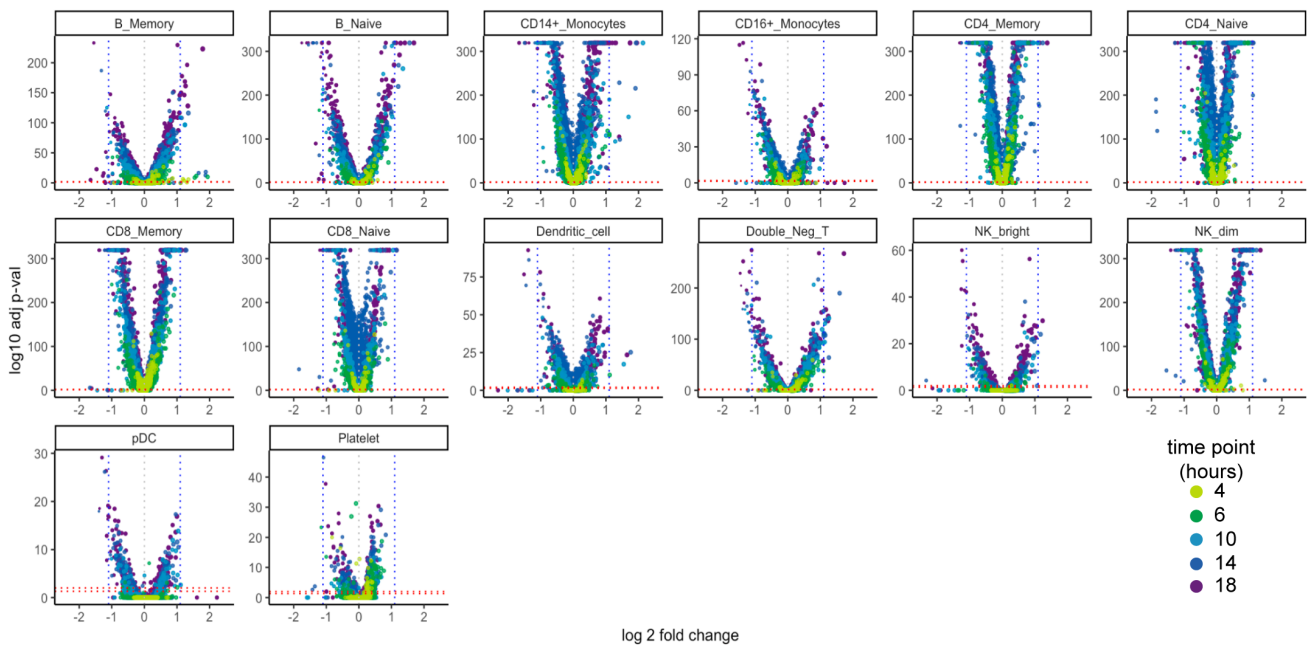 B_Memory B_Naive CD14+_Monocytes CD16+_Monocytes CD4_Memory CD4_Naive
200 150 100 50 0
300 200 100 0
300 200 100 0
120 90 60 30 0
300 200 100 0
300 200 100 0
-2 -1 0 1 2 -2 -1 0 1 2 -2 -1 0 1 2 -2 -1 0 1 2 -2 -1 0 1 2 -2 -1 0 1 2
CD8_Memory CD8_Naive Dendritic_cell Double_Neg_T NK_bright NK_dim
log10 adj p-val
300 200 100 0
300 200 100 0
75 50 25 0
200 100 0
60 40 20 0
300 200 100 0
-2 -1 0 1 2 -2 -1 0 1 2 -2 -1 0 1 2 -2 -1 0 1 2 -2 -1 0 1 2 -2 -1 0 1 2
pDC Platelet
30 20 10 0
40 30 20 10 0
-2 -1 0 1 2 -2 -1 0 1 2
time point
(hours)
4
6
10
14
18
log 2 fold change